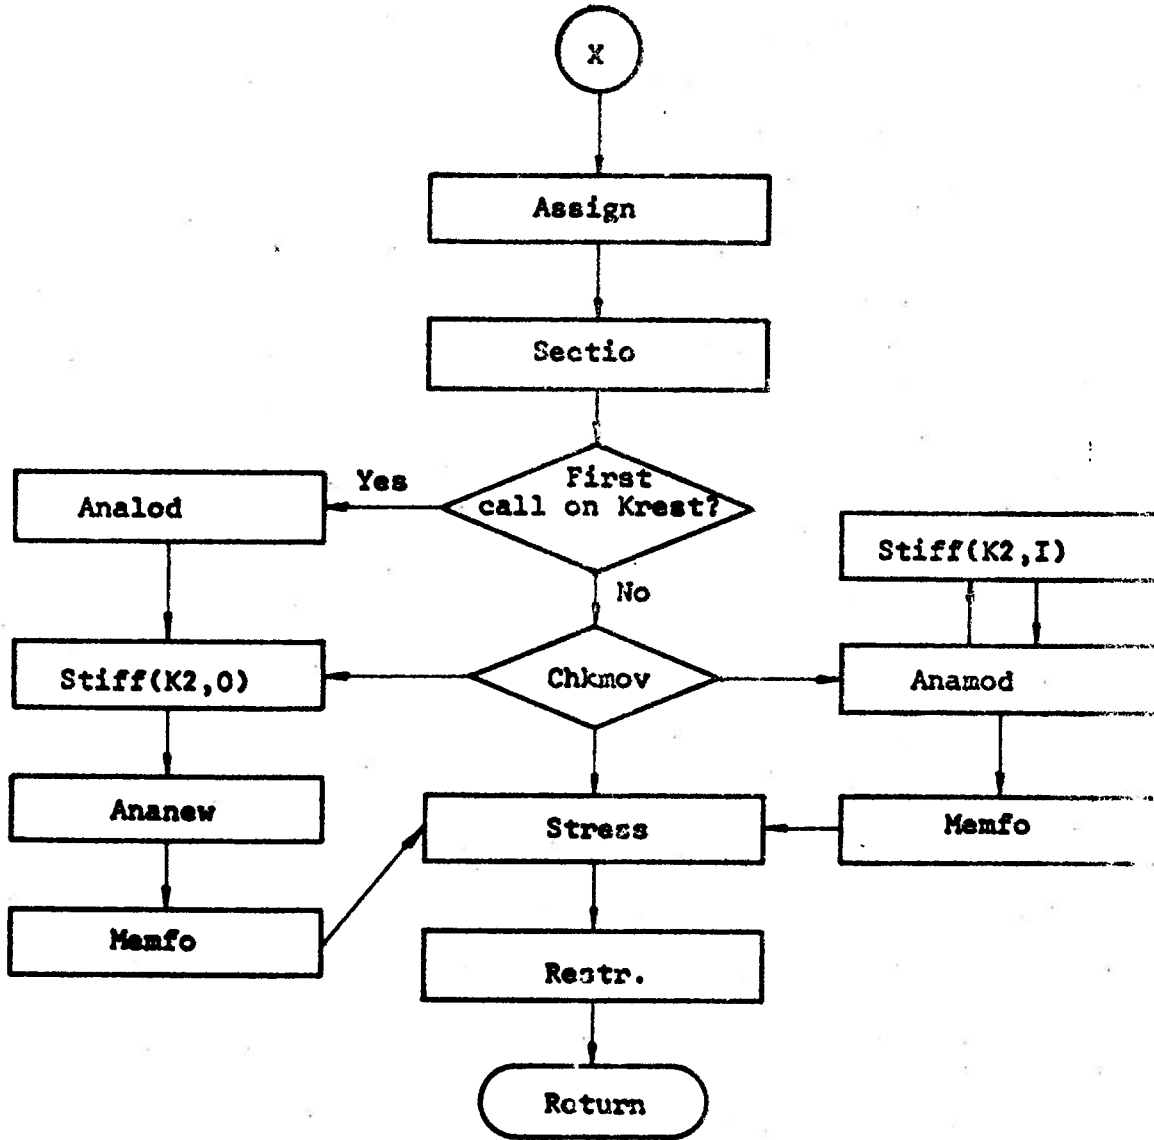 X
Assign
Sectio
First
call on Krest?
Yes
Analod
No
Stiff(K2,I)
Stiff(K2,0)
Chkmov
Anamod
Ananew
Stress
Memfo
Memfo
Restr.
Return